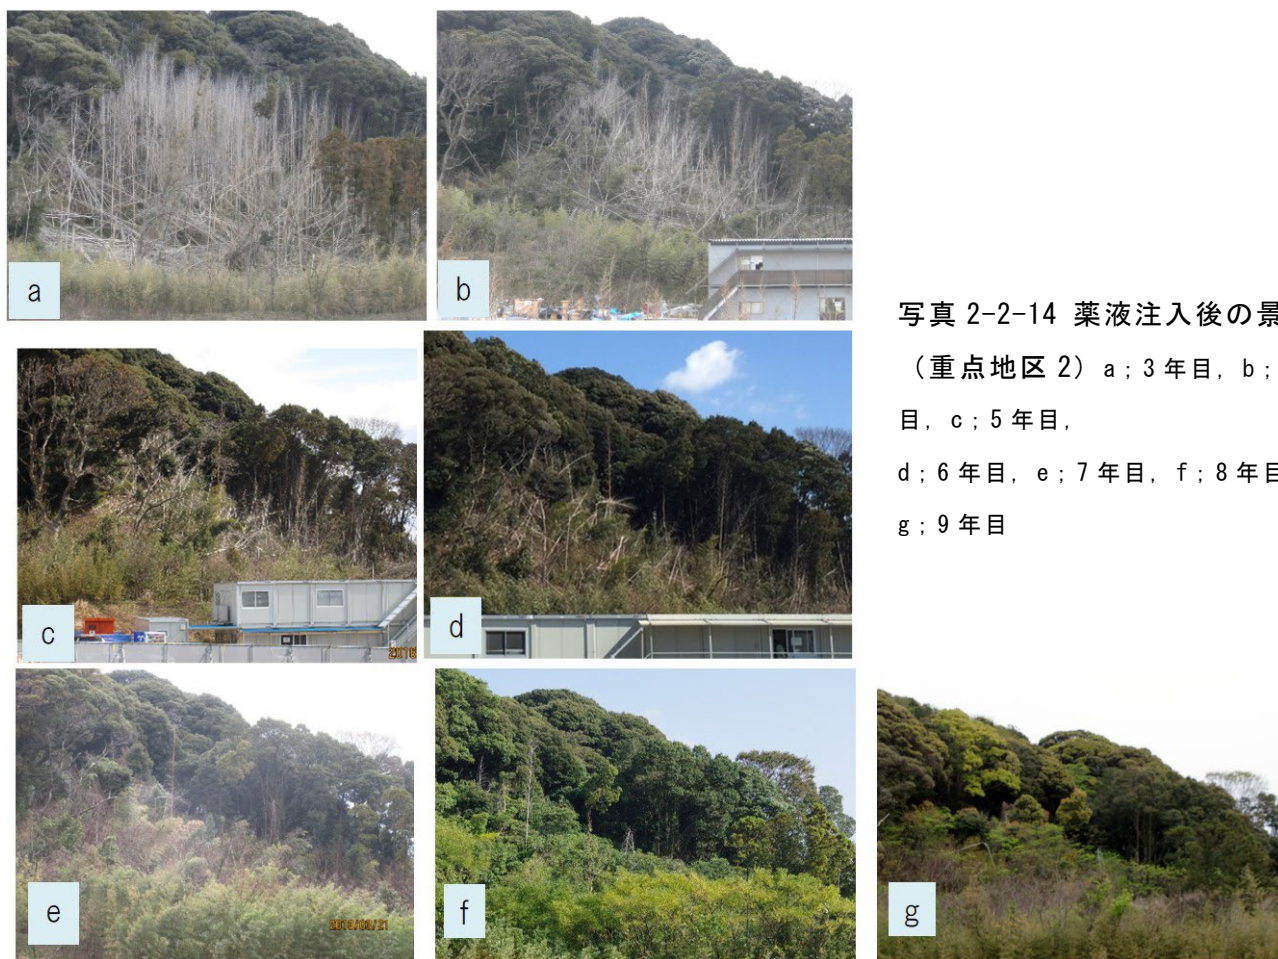 a
b
c
2016
d
e
f
g
写真 2-2-14 薬液注入後の景
（重点地区 2）a；3 年目，b；
目，c；5 年目，
d；6 年目，e；7 年目，f；8 年目
g；9 年目